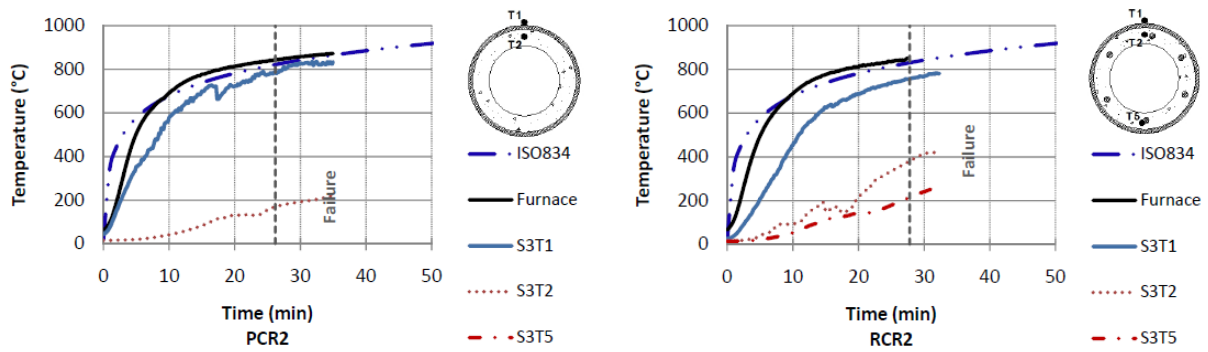 Temperature (°C)
1000
800
600
400
200
0
Failure
0 10 20 30 40 50
Time (min)
PCR2
T1
T2
ISO834
Furnace
S3T1
S3T2
S3T5
Temperature (°C)
1000
800
600
400
200
0
Failure
0 10 20 30 40 50
Time (min)
RCR2
T1
T2
T5
ISO834
Furnace
S3T1
S3T2
S3T5